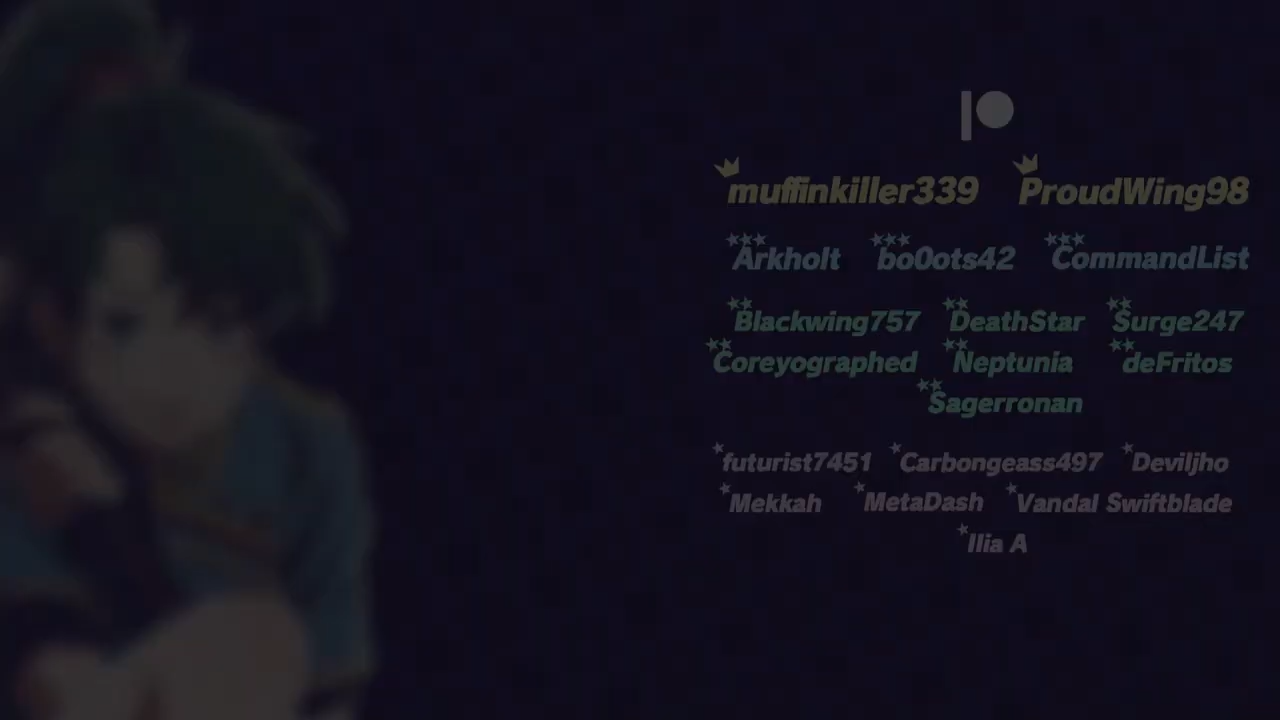 muffinkiller339 ProudWing98
Arkholt bo0ots42 CommandList
Blackwing757 DeathStar Surge247
Coreyographed Neptunia deFritos
Sagerronan
futurist7451 Carbongeass497 Deviljho
Mekkah MetaDash Vandal Swiftblade
Ilia A